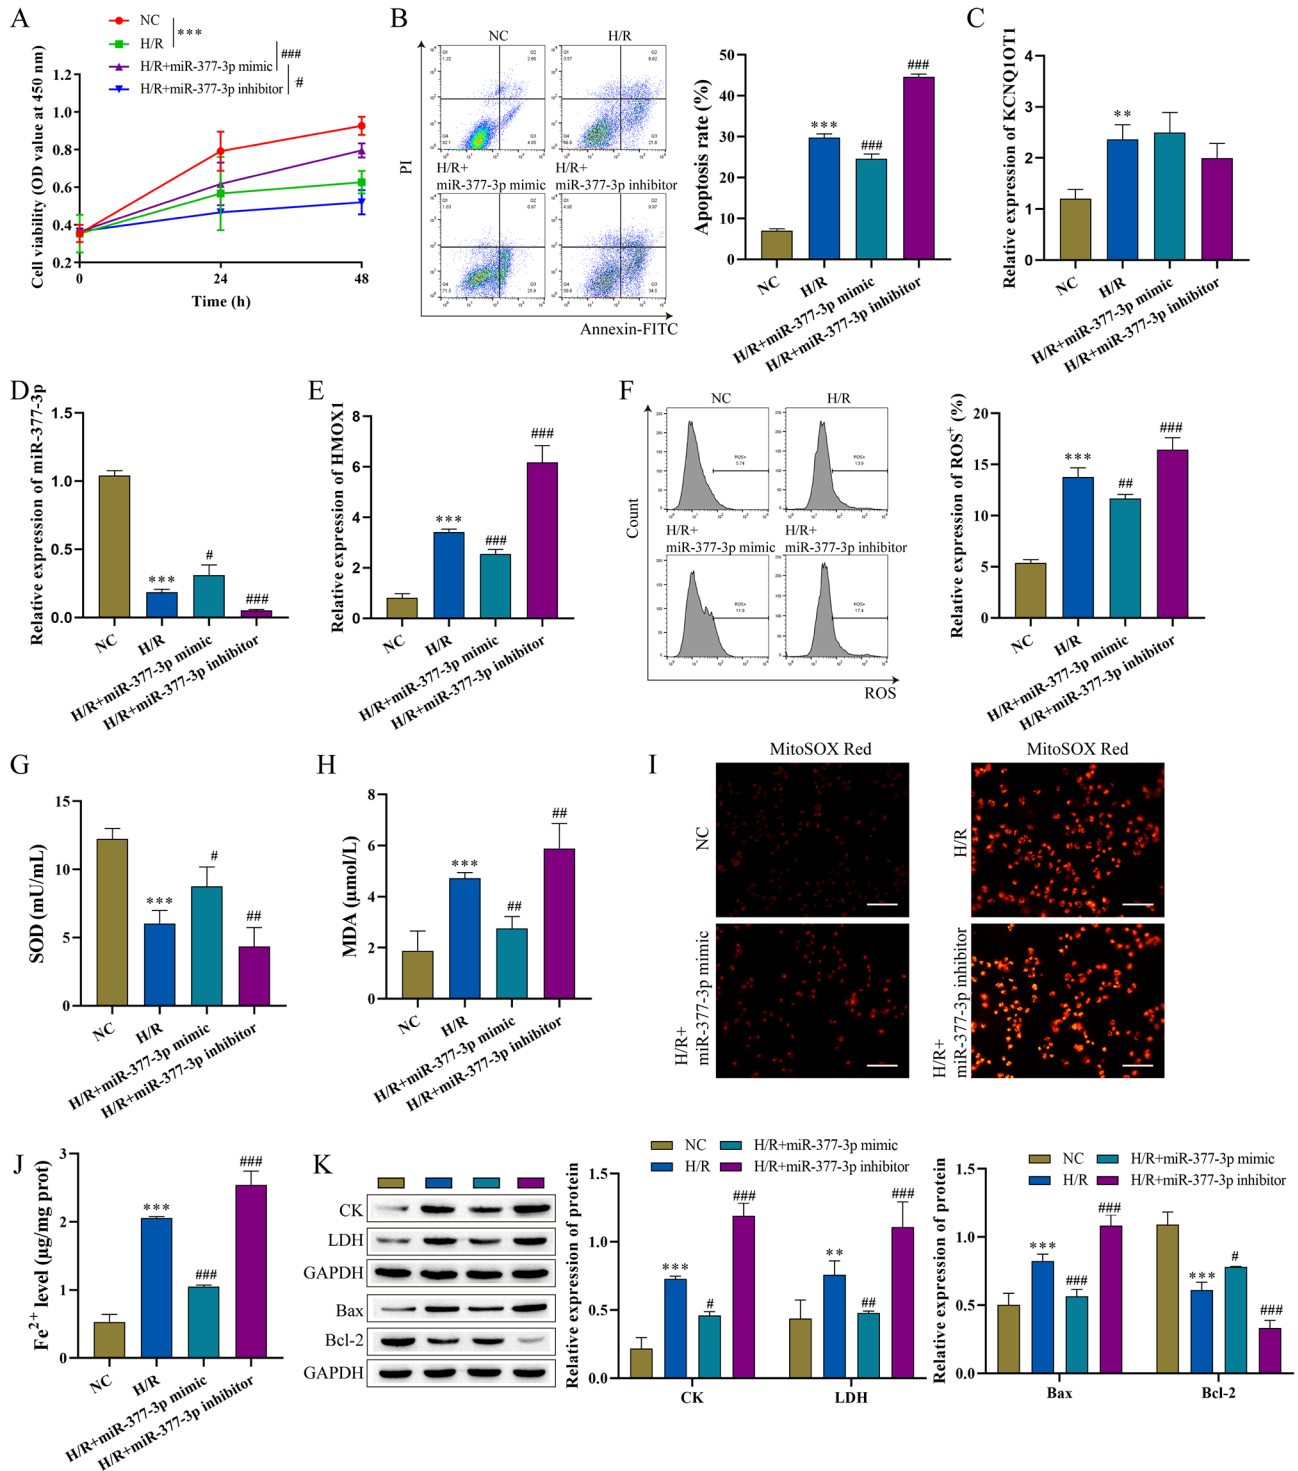 A
NC
H/R
H/R+miR-377-3p mimic
H/R+miR-377-3p inhibitor
***
###
#
Cell viability (OD value at 450 nm)
1.2
1.0
0.8
0.6
0.4
0.2
0
24
48
Time (h)
B
NC
H/R
H/R+
miR-377-3p mimic
H/R+
miR-377-3p inhibitor
PI
Annexin-FITC
Apoptosis rate (%)
50
40
30
20
10
0
***
###
###
NC
H/R
H/R+miR-377-3p mimic
H/R+miR-377-3p inhibitor
C
Relative expression of KCNQ1OT1
4
3
2
1
0
**
NC
H/R
H/R+miR-377-3p mimic
H/R+miR-377-3p inhibitor
D
Relative expression of miR-377-3p
1.5
1.0
0.5
0.0
***
#
###
NC
H/R
H/R+miR-377-3p mimic
H/R+miR-377-3p inhibitor
E
Relative expression of HMOX1
8
6
4
2
0
***
###
###
NC
H/R
H/R+miR-377-3p mimic
H/R+miR-377-3p inhibitor
F
NC
H/R
ROS+
5.74
ROS+
13.9
H/R+
miR-377-3p mimic
H/R+
miR-377-3p inhibitor
ROS+
11.9
ROS+
17.4
Count
ROS
Relative expression of ROS+ (%)
20
15
10
5
0
***
##
###
NC
H/R
H/R+miR-377-3p mimic
H/R+miR-377-3p inhibitor
G
SOD (mU/mL)
15
10
5
0
***
#
##
NC
H/R
H/R+miR-377-3p mimic
H/R+miR-377-3p inhibitor
H
MDA (μmol/L)
8
6
4
2
0
***
##
##
NC
H/R
H/R+miR-377-3p mimic
H/R+miR-377-3p inhibitor
I
MitoSOX Red
MitoSOX Red
NC
H/R
H/R+
miR-377-3p mimic
H/R+
miR-377-3p inhibitor
J
Fe2+ level (μg/mg prot)
3
2
1
0
***
###
###
NC
H/R
H/R+miR-377-3p mimic
H/R+miR-377-3p inhibitor
K
CK
LDH
GAPDH
Bax
Bcl-2
GAPDH
NC
H/R
H/R+miR-377-3p mimic
H/R+miR-377-3p inhibitor
Relative expression of protein
1.5
1.0
0.5
0.0
***
#
###
**
##
###
CK
LDH
NC
H/R
H/R+miR-377-3p mimic
H/R+miR-377-3p inhibitor
Relative expression of protein
1.5
1.0
0.5
0.0
***
###
###
***
#
###
Bax
Bcl-2